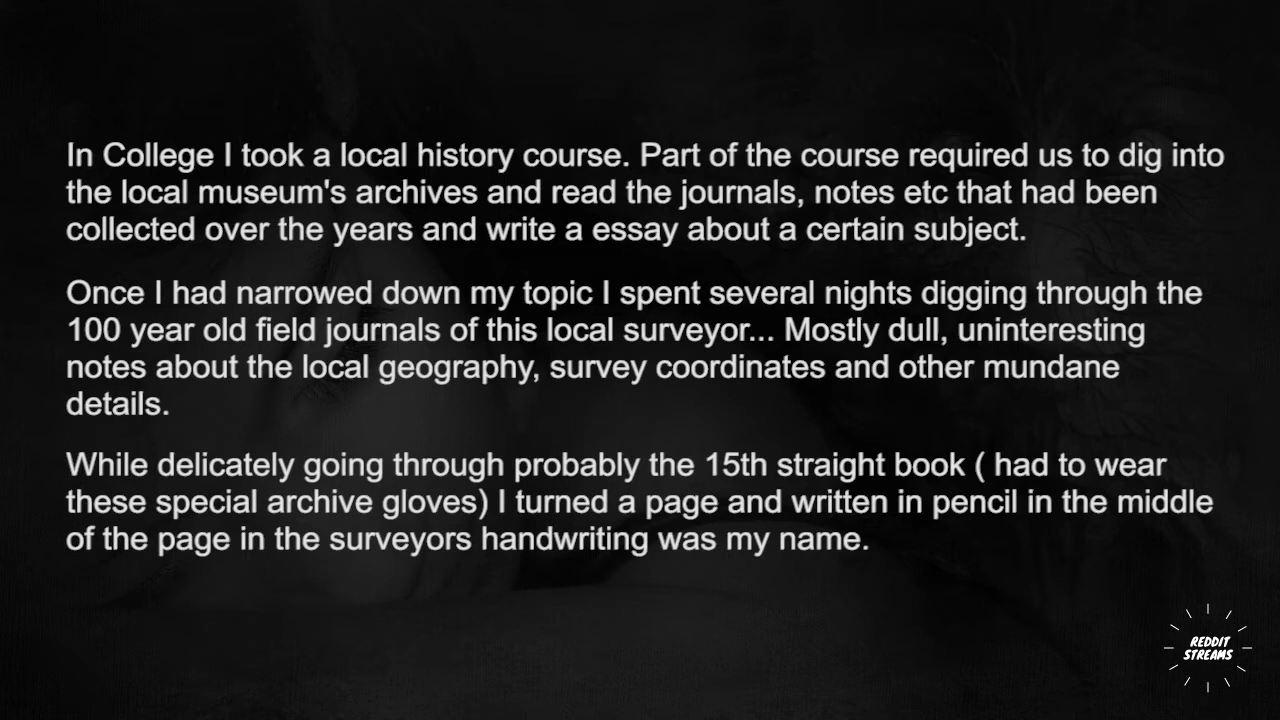 In College I took a local history course. Part of the course required us to dig into
the local museum's archives and read the journals, notes etc that had been
collected over the years and write a essay about a certain subject.
Once I had narrowed down my topic I spent several nights digging through the
100 year old field journals of this local surveyor... Mostly dull, uninteresting
notes about the local geography, survey coordinates and other mundane
details.
While delicately going through probably the 15th straight book ( had to wear
these special archive gloves) I turned a page and written in pencil in the middle
of the page in the surveyors handwriting was my name.
REDDIT
STREAMS